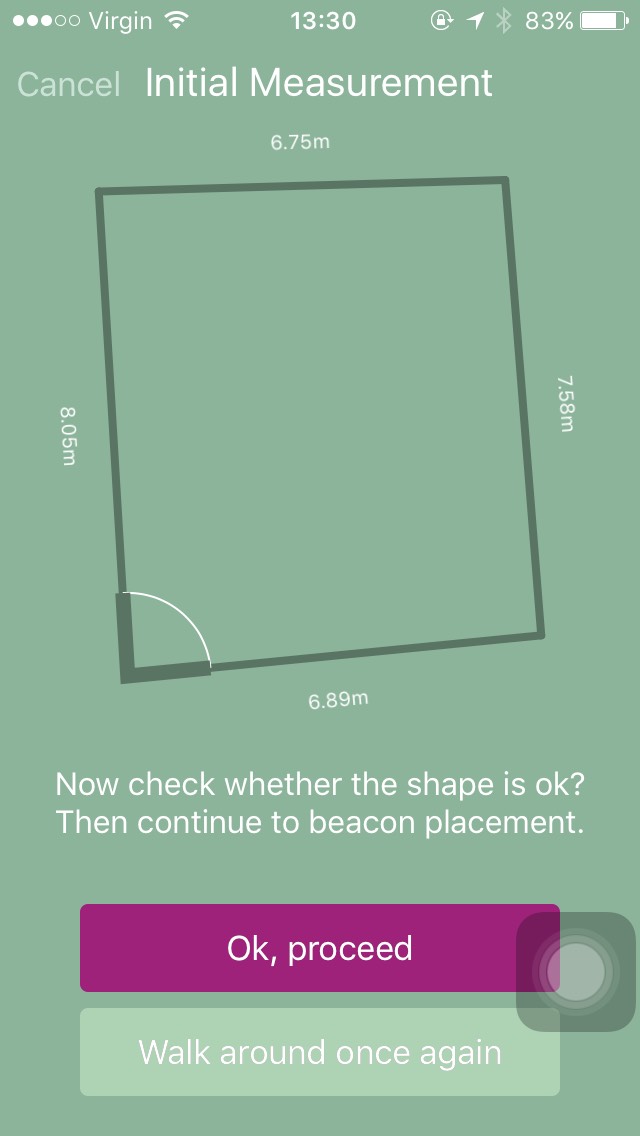 Virgin 13:30 83%
Cancel Initial Measurement
6.75m
8.05m
7.58m
6.89m
Now check whether the shape is ok?
Then continue to beacon placement.
Ok, proceed
Walk around once again